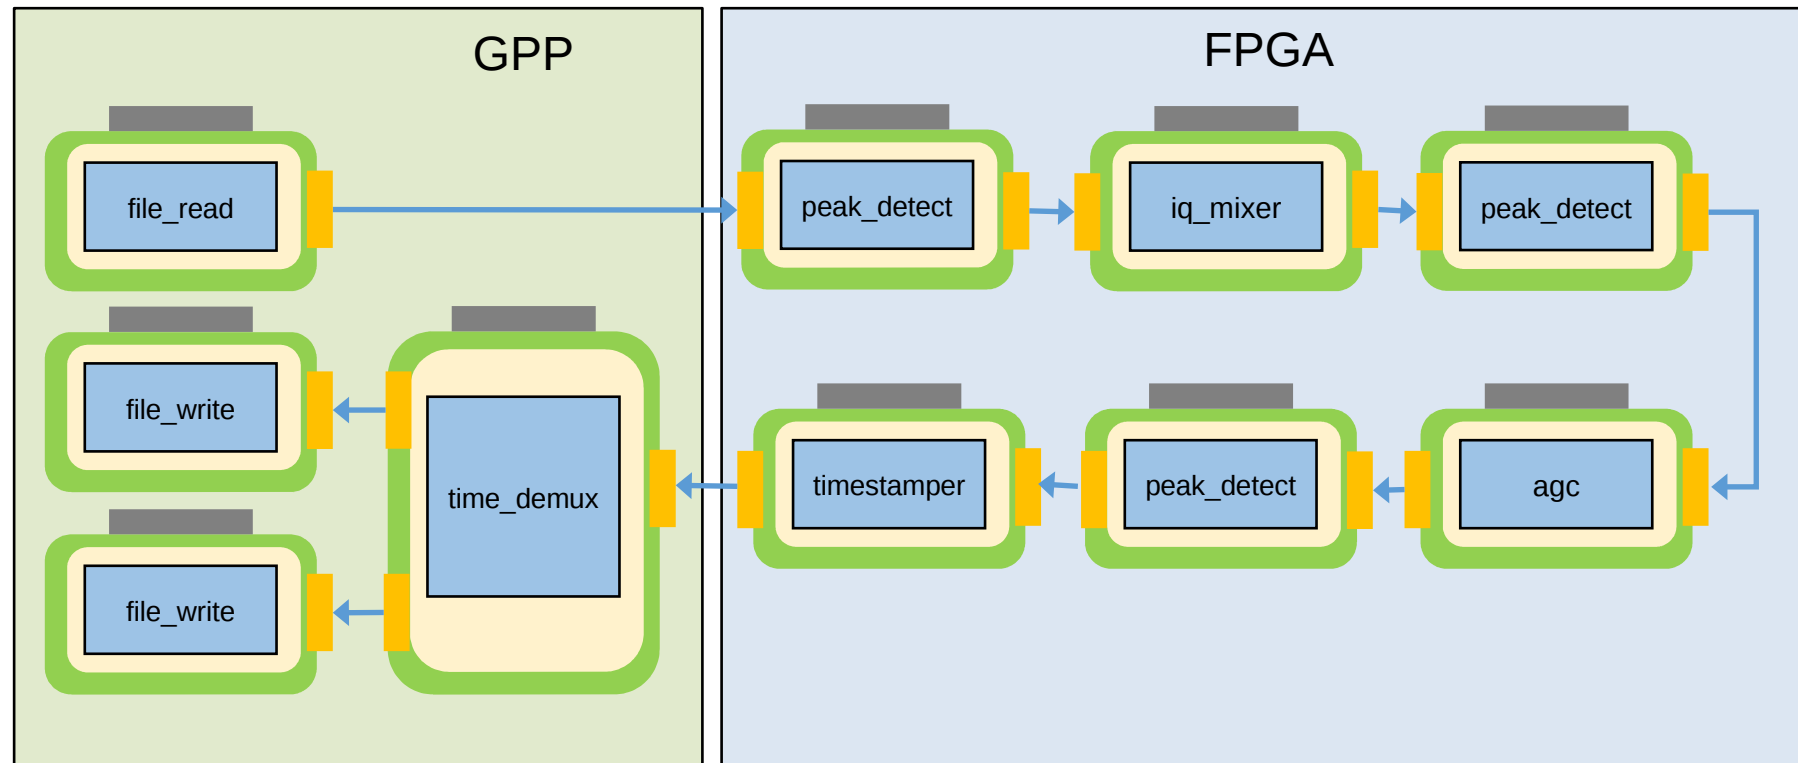 GPP
FPGA
file_read
peak_detect
iq_mixer
peak_detect
file_write
time_demux
timestamper
peak_detect
agc
file_write